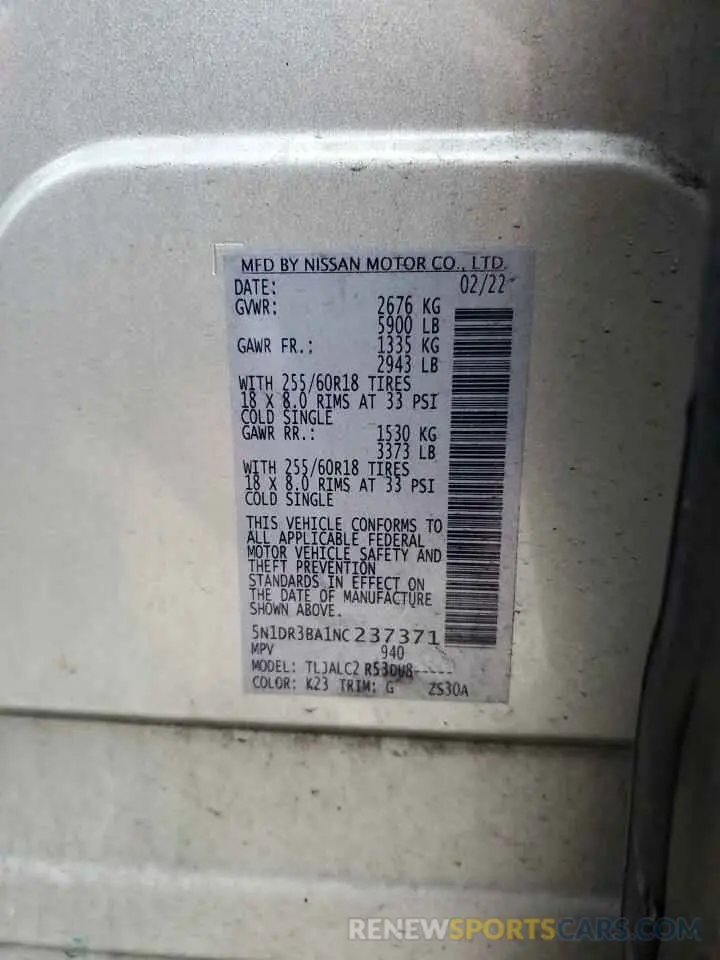 MFD BY NISSAN MOTOR CO., LTD.
DATE: 02/22
GVWR: 2676 KG
5900 LB
GAWR FR.: 1335 KG
2943 LB
WITH 255/60R18 TIRES
18 X 8.0 RIMS AT 33 PSI
COLD SINGLE
GAWR RR.: 1530 KG
3373 LB
WITH 255/60R18 TIRES
18 X 8.0 RIMS AT 33 PSI
COLD SINGLE
THIS VEHICLE CONFORMS TO
ALL APPLICABLE FEDERAL
MOTOR VEHICLE SAFETY AND
THEFT PREVENTION
STANDARDS IN EFFECT ON
THE DATE OF MANUFACTURE
SHOWN ABOVE.
5N1DR3BA1NC237371
MPV 940
MODEL: TLJALC2 R53DU8-----
COLOR: K23 TRIM: G ZS30A
RENEWSPORTSCARS.COM